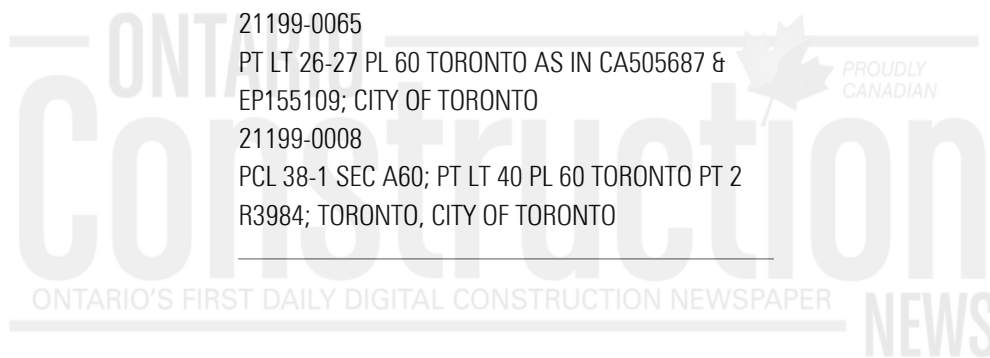 21199-0065
PT LT 26-27 PL 60 TORONTO AS IN CA505687 &
EP155109; CITY OF TORONTO
21199-0008
PCL 38-1 SEC A60; PT LT 40 PL 60 TORONTO PT 2
R3984; TORONTO, CITY OF TORONTO
ONTARIO
PROUDLY
CANADIAN
Construction
ONTARIO'S FIRST DAILY DIGITAL CONSTRUCTION NEWSPAPER
NEWS